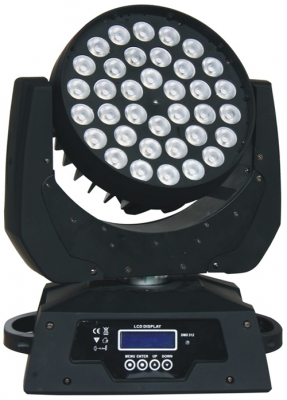 LCD DISPLAY
DMX 512
MENU ENTER UP DOWN